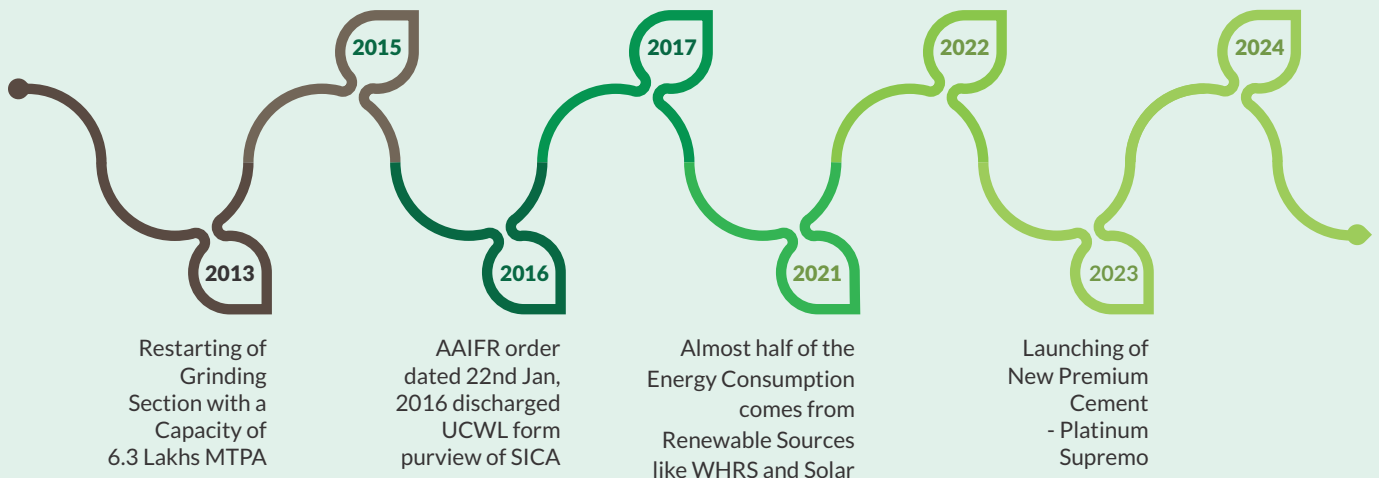 2015
2017
2022
2024
2013
2016
2021
2023
Restarting of
Grinding
Section with a
Capacity of
6.3 Lakhs MTPA
AAIFR order
dated 22nd Jan,
2016 discharged
UCWL form
purview of SICA
Almost half of the
Energy Consumption
comes from
Renewable Sources
like WHRS and Solar
Launching of
New Premium
Cement
- Platinum
Supremo